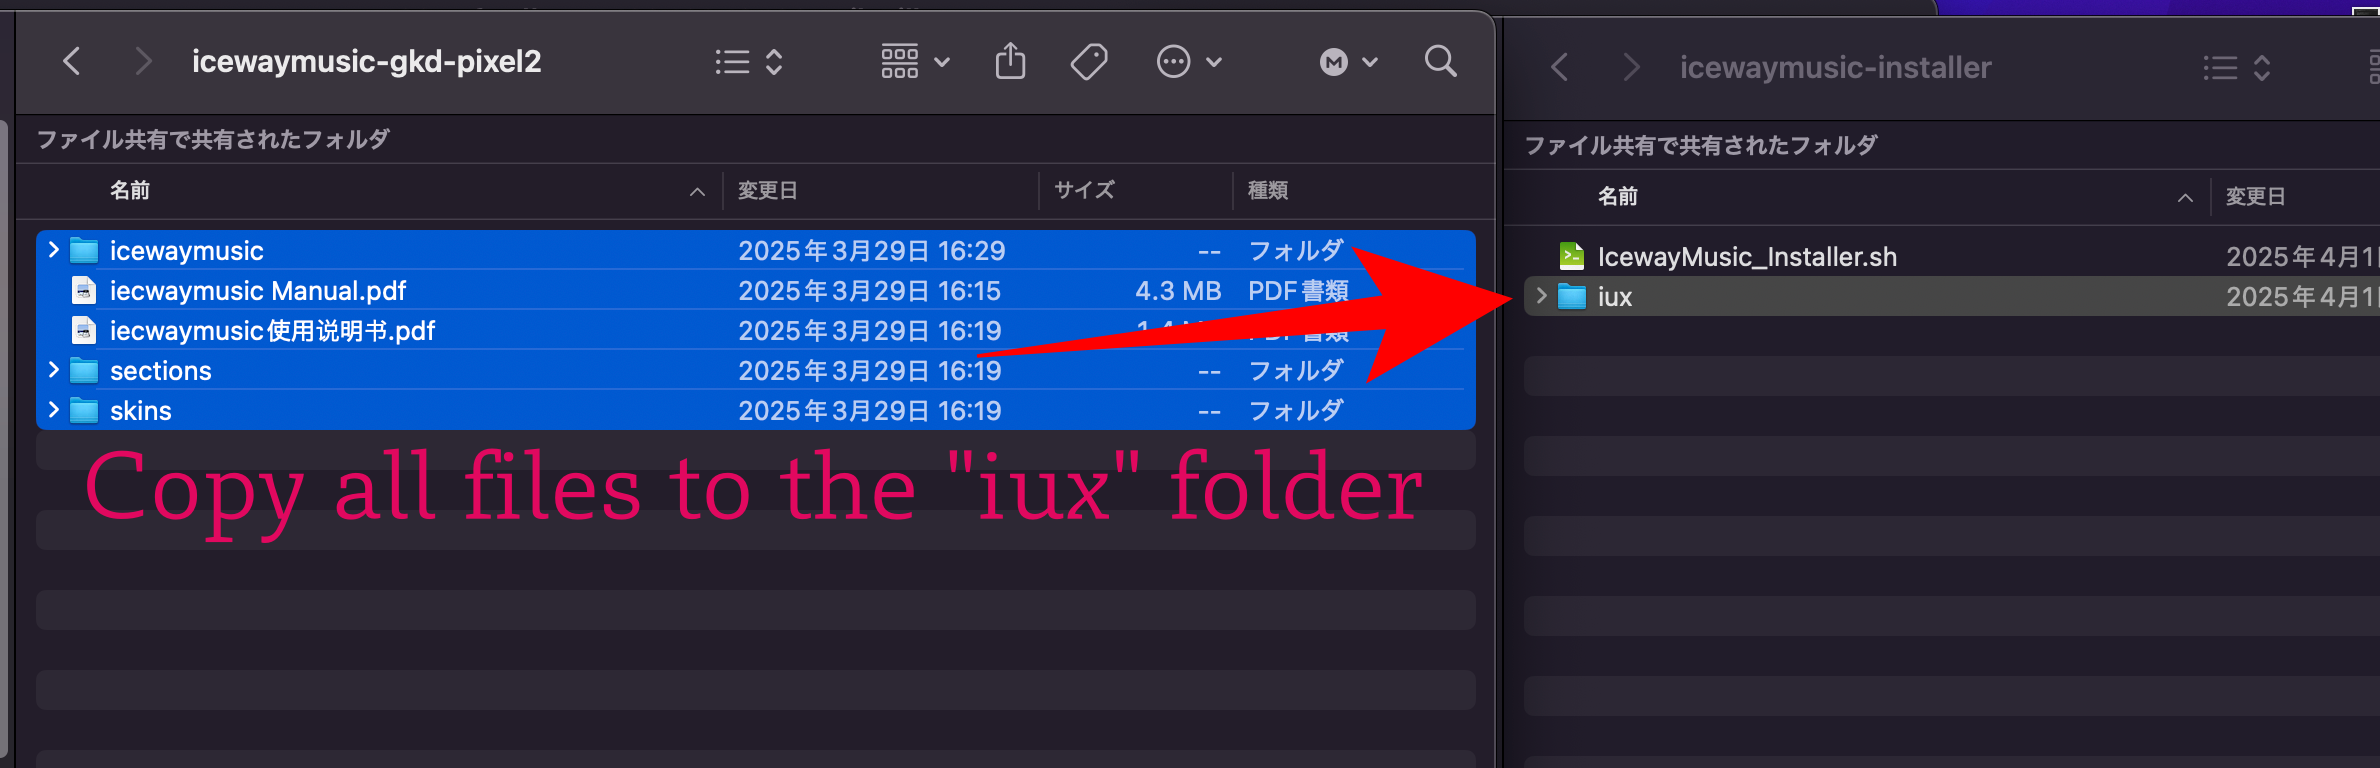 icewaymusic-gkd-pixel2
ファイル共有で共有されたフォルダ
名前 変更日 サイズ 種類
icewaymusic 2025年3月29日 16:29 -- フォルダ
iecwaymusic Manual.pdf 2025年3月29日 16:15 4.3 MB PDF書類
iecwaymusic使用说明书.pdf 2025年3月29日 16:19
sections 2025年3月29日 16:19 -- フォルダ
skins 2025年3月29日 16:19 -- フォルダ
Copy all files to the "iux" folder
icewaymusic-installer
ファイル共有で共有されたフォルダ
名前 変更日
IcewayMusic_Installer.sh 2025年4月1
iux 2025年4月1